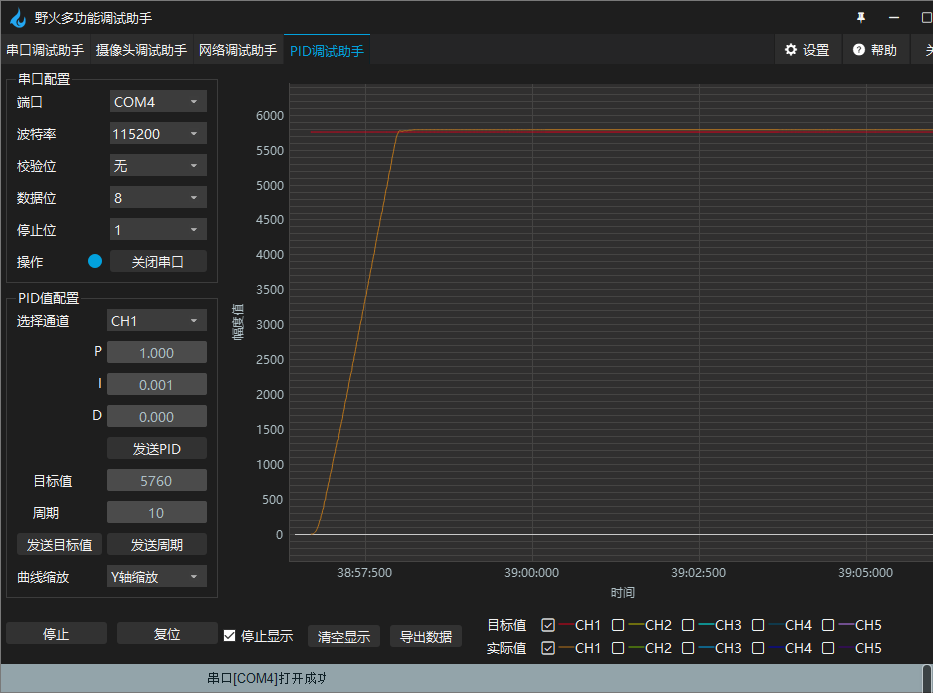 野火多功能调试助手
串口调试助手 摄像头调试助手 网络调试助手 PID调试助手 设置 帮助
串口配置
端口 COM4
波特率 115200
校验位 无
数据位 8
停止位 1
操作 关闭串口
PID值配置
选择通道 CH1
P 1.000
I 0.001
D 0.000
发送PID
目标值 5760
周期 10
发送目标值 发送周期
曲线缩放 Y轴缩放
停止 复位 停止显示 清空显示 导出数据
幅度值
6000
5500
5000
4500
4000
3500
3000
2500
2000
1500
1000
500
0
38:57:500 39:00:000 39:02:500 39:05:000
时间
目标值 CH1 CH2 CH3 CH4 CH5
实际值 CH1 CH2 CH3 CH4 CH5
串口[COM4]打开成功